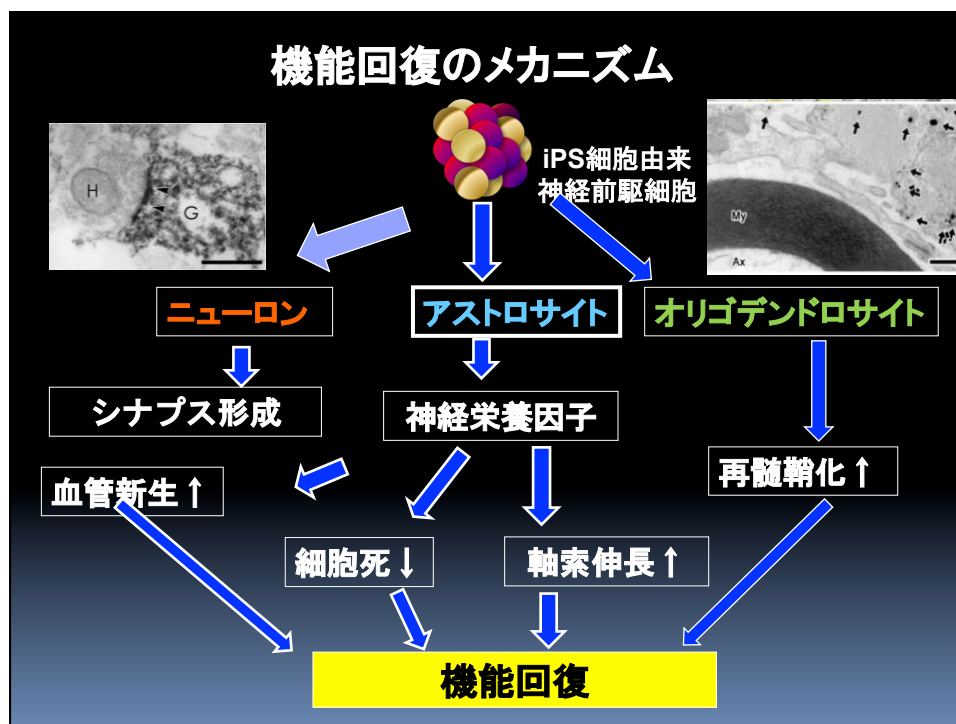 機能回復のメカニズム
iPS細胞由来
神経前駆細胞
H
G
My
Ax
ニューロン
アストロサイト
オリゴデンドロサイト
シナプス形成
神経栄養因子
血管新生↑
再髄鞘化↑
細胞死↓
軸索伸長↑
機能回復